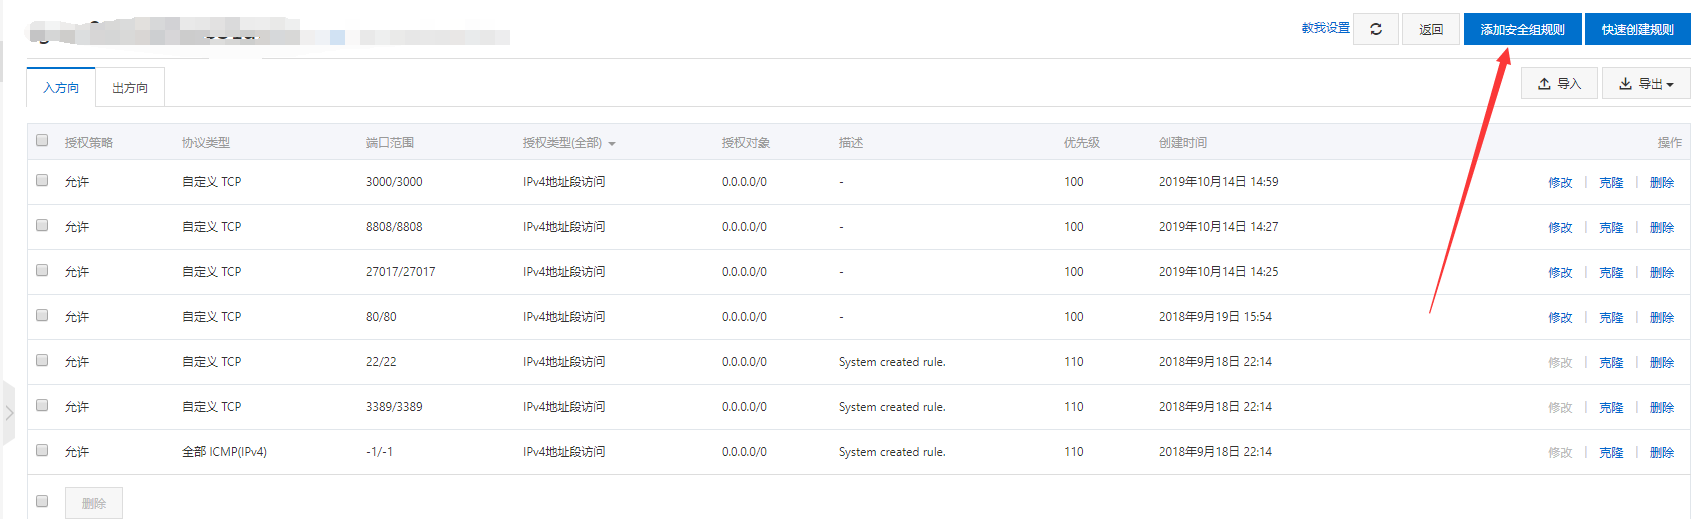 教我设置 返回 添加安全组规则 快速创建规则
入方向 出方向 导入 导出
授权策略 协议类型 端口范围 授权类型(全部) 授权对象 描述 优先级 创建时间 操作
允许 自定义 TCP 3000/3000 IPv4地址段访问 0.0.0.0/0 - 100 2019年10月14日 14:59 修改 | 克隆 | 删除
允许 自定义 TCP 8808/8808 IPv4地址段访问 0.0.0.0/0 - 100 2019年10月14日 14:27 修改 | 克隆 | 删除
允许 自定义 TCP 27017/27017 IPv4地址段访问 0.0.0.0/0 - 100 2019年10月14日 14:25 修改 | 克隆 | 删除
允许 自定义 TCP 80/80 IPv4地址段访问 0.0.0.0/0 - 100 2018年9月19日 15:54 修改 | 克隆 | 删除
允许 自定义 TCP 22/22 IPv4地址段访问 0.0.0.0/0 System created rule. 110 2018年9月18日 22:14 修改 | 克隆 | 删除
允许 自定义 TCP 3389/3389 IPv4地址段访问 0.0.0.0/0 System created rule. 110 2018年9月18日 22:14 修改 | 克隆 | 删除
允许 全部 ICMP(IPv4) -1/-1 IPv4地址段访问 0.0.0.0/0 System created rule. 110 2018年9月18日 22:14 修改 | 克隆 | 删除
删除